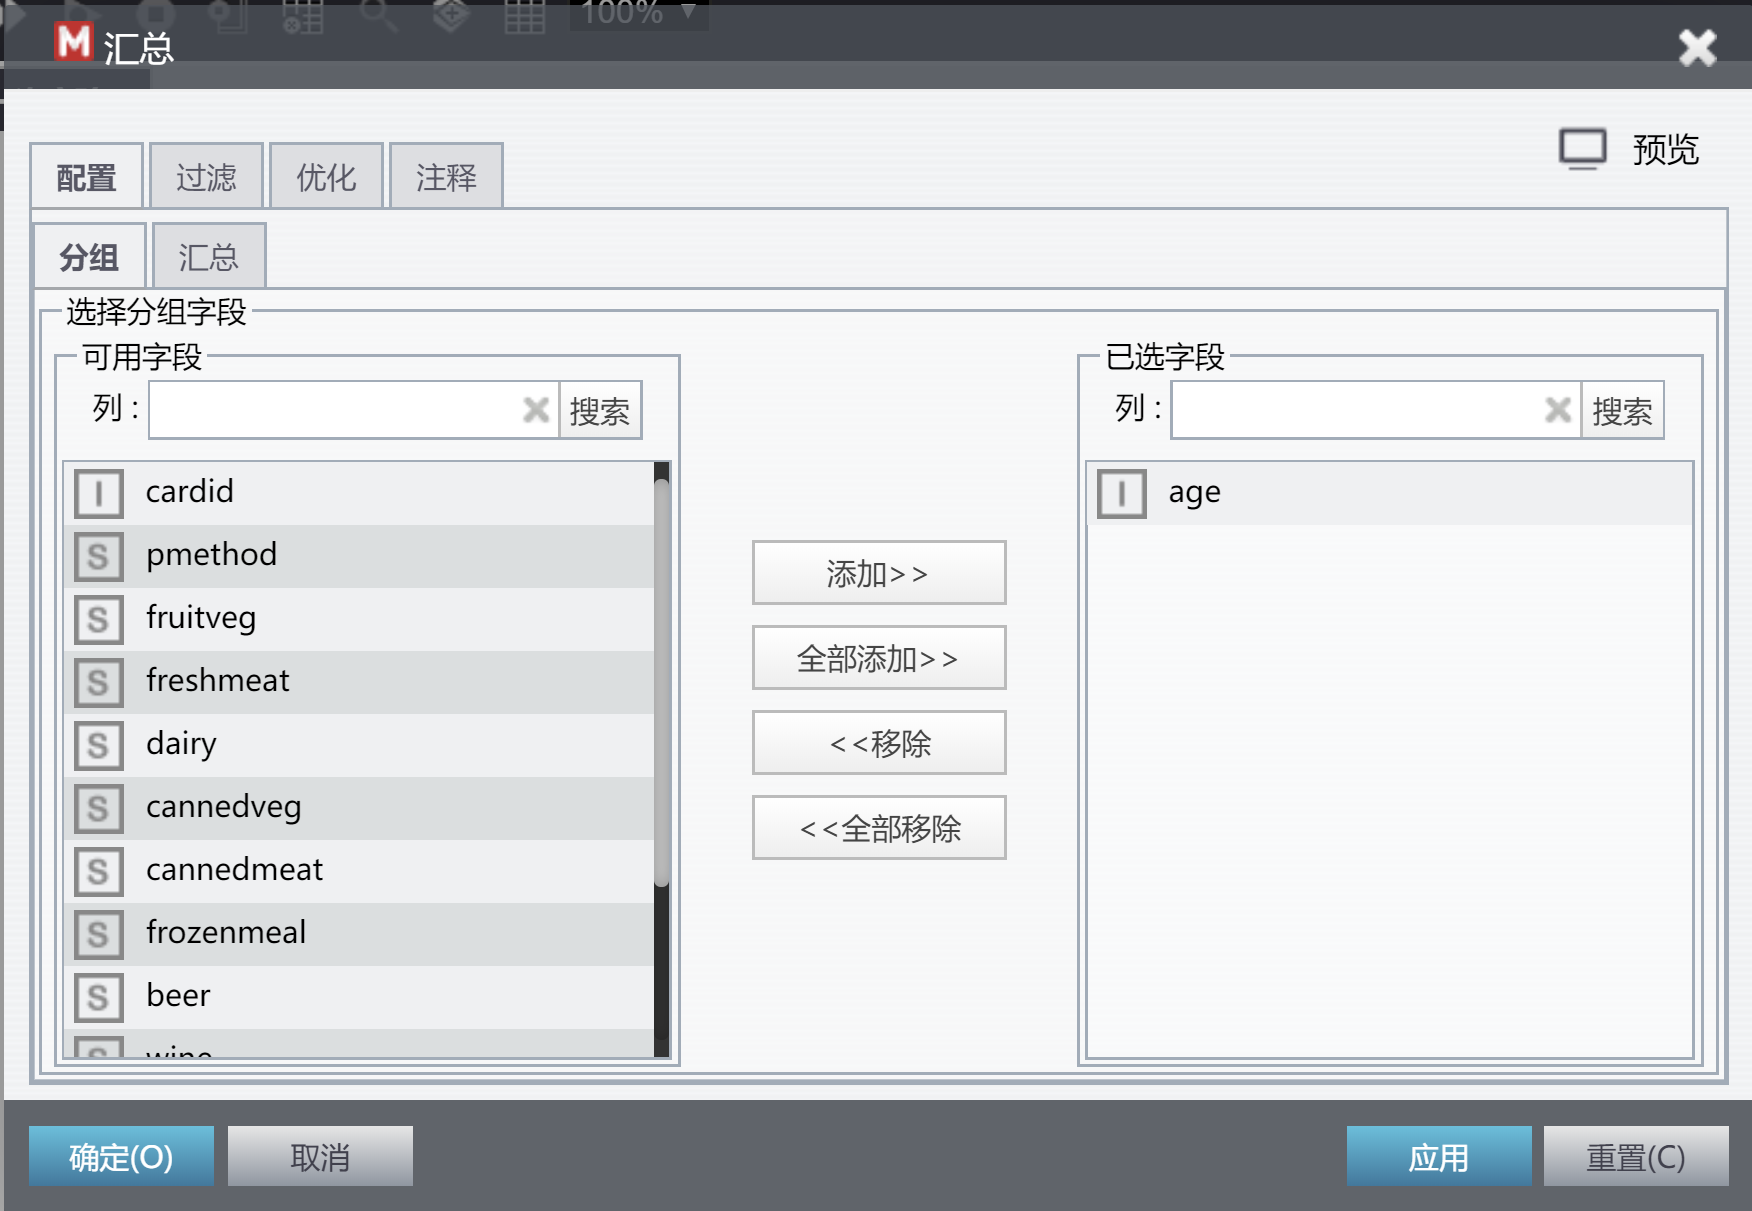 100% ▼
M 汇总
预览
配置 过滤 优化 注释
分组 汇总
选择分组字段
可用字段
列 : 搜索
I cardid
S pmethod
S fruitveg
S freshmeat
S dairy
S cannedveg
S cannedmeat
S frozenmeal
S beer
S wine
添加>>
全部添加>>
<<移除
<<全部移除
已选字段
列 : 搜索
I age
确定(O) 取消 应用 重置(C)